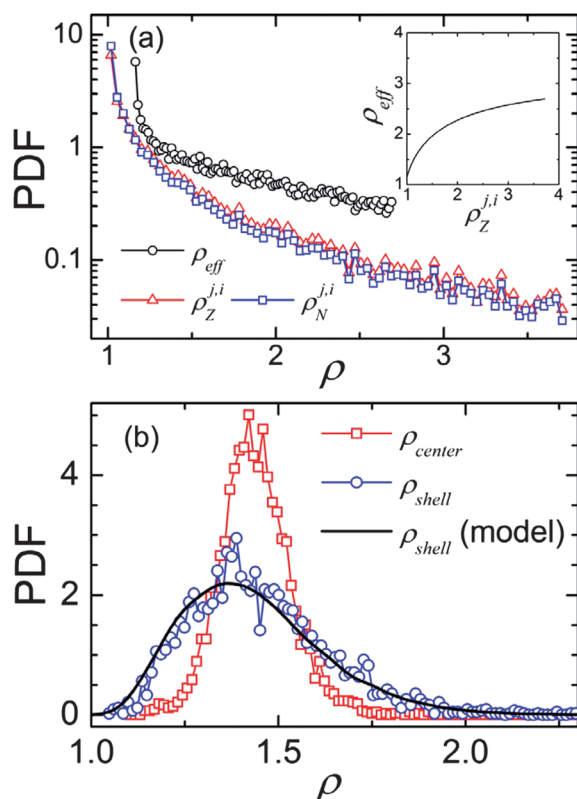 (a)
PDF
10
1
0.1
ρ_eff
ρ_Z^{j,i}
ρ_N^{j,i}
1
2
3
ρ
ρ_eff
4
3
2
1
1
2
3
4
ρ_Z^{j,i}
(b)
PDF
4
2
0
ρ_center
ρ_shell
ρ_shell (model)
1.0
1.5
2.0
ρ